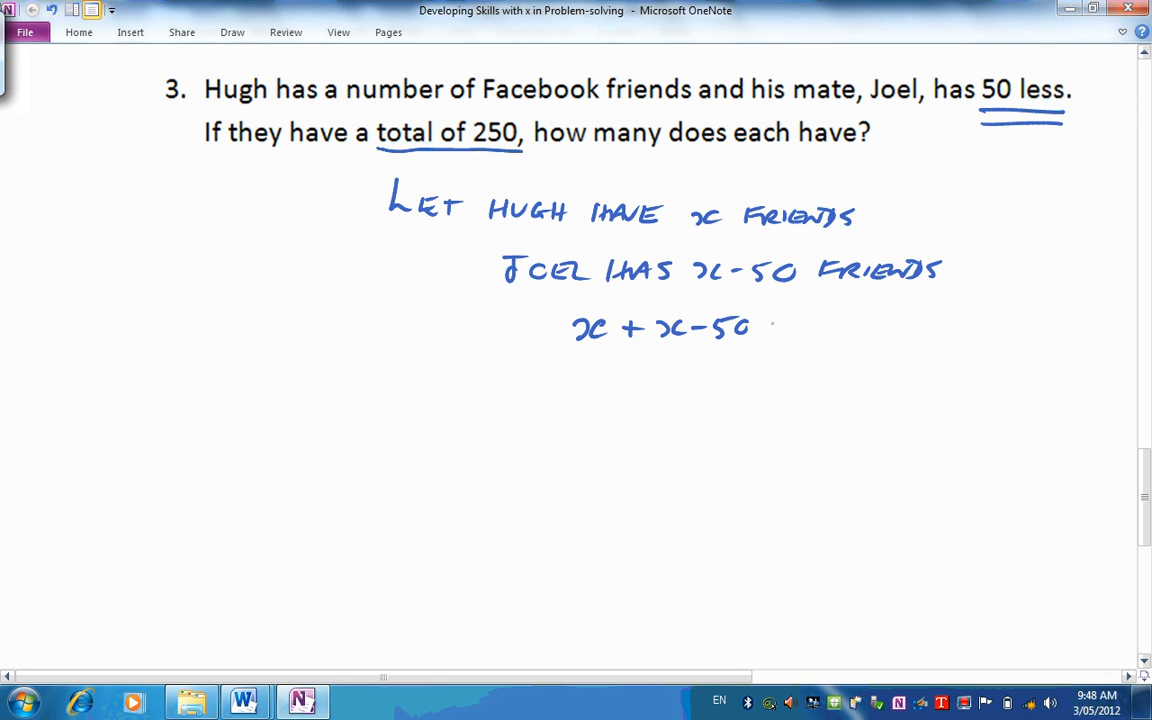 Developing Skills with x in Problem-solving - Microsoft OneNote
File Home Insert Share Draw Review View Pages
3. Hugh has a number of Facebook friends and his mate, Joel, has 50 less.
If they have a total of 250, how many does each have?
LET HUGH HAVE x FRIENDS
JOEL HAS x-50 FRIENDS
x + x-50
EN
9:48 AM
3/05/2012